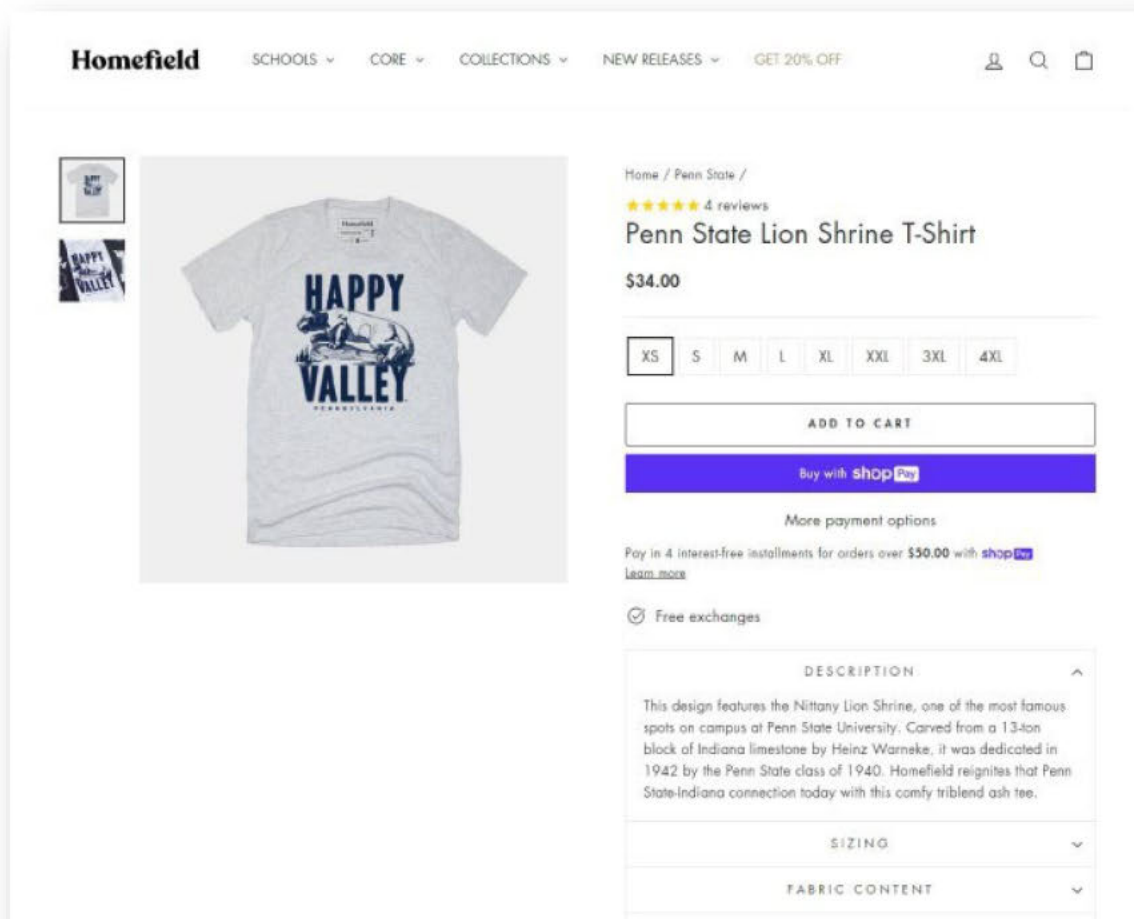 Homefield
SCHOOLS
CORE
COLLECTIONS
NEW RELEASES
GET 20% OFF
Home / Penn State /
4 reviews
Penn State Lion Shrine T-Shirt
$34.00
XS S M L XL XXL 3XL 4XL
ADD TO CART
Buy with shop Pay
More payment options
Pay in 4 interest-free installments for orders over $50.00 with shop Pay
Learn more
Free exchanges
DESCRIPTION
This design features the Nittany Lion Shrine, one of the most famous
spots on campus at Penn State University. Carved from a 13-ton
block of Indiana limestone by Heinz Warneke, it was dedicated in
1942 by the Penn State class of 1940. Homefield reignites that Penn
State-Indiana connection today with this comfy triblend ash tee.
SIZING
FABRIC CONTENT
HAPPY
VALLEY
HAPPY
VALLEY
Homefield
HAPPY
VALLEY
PENNSYLVANIA